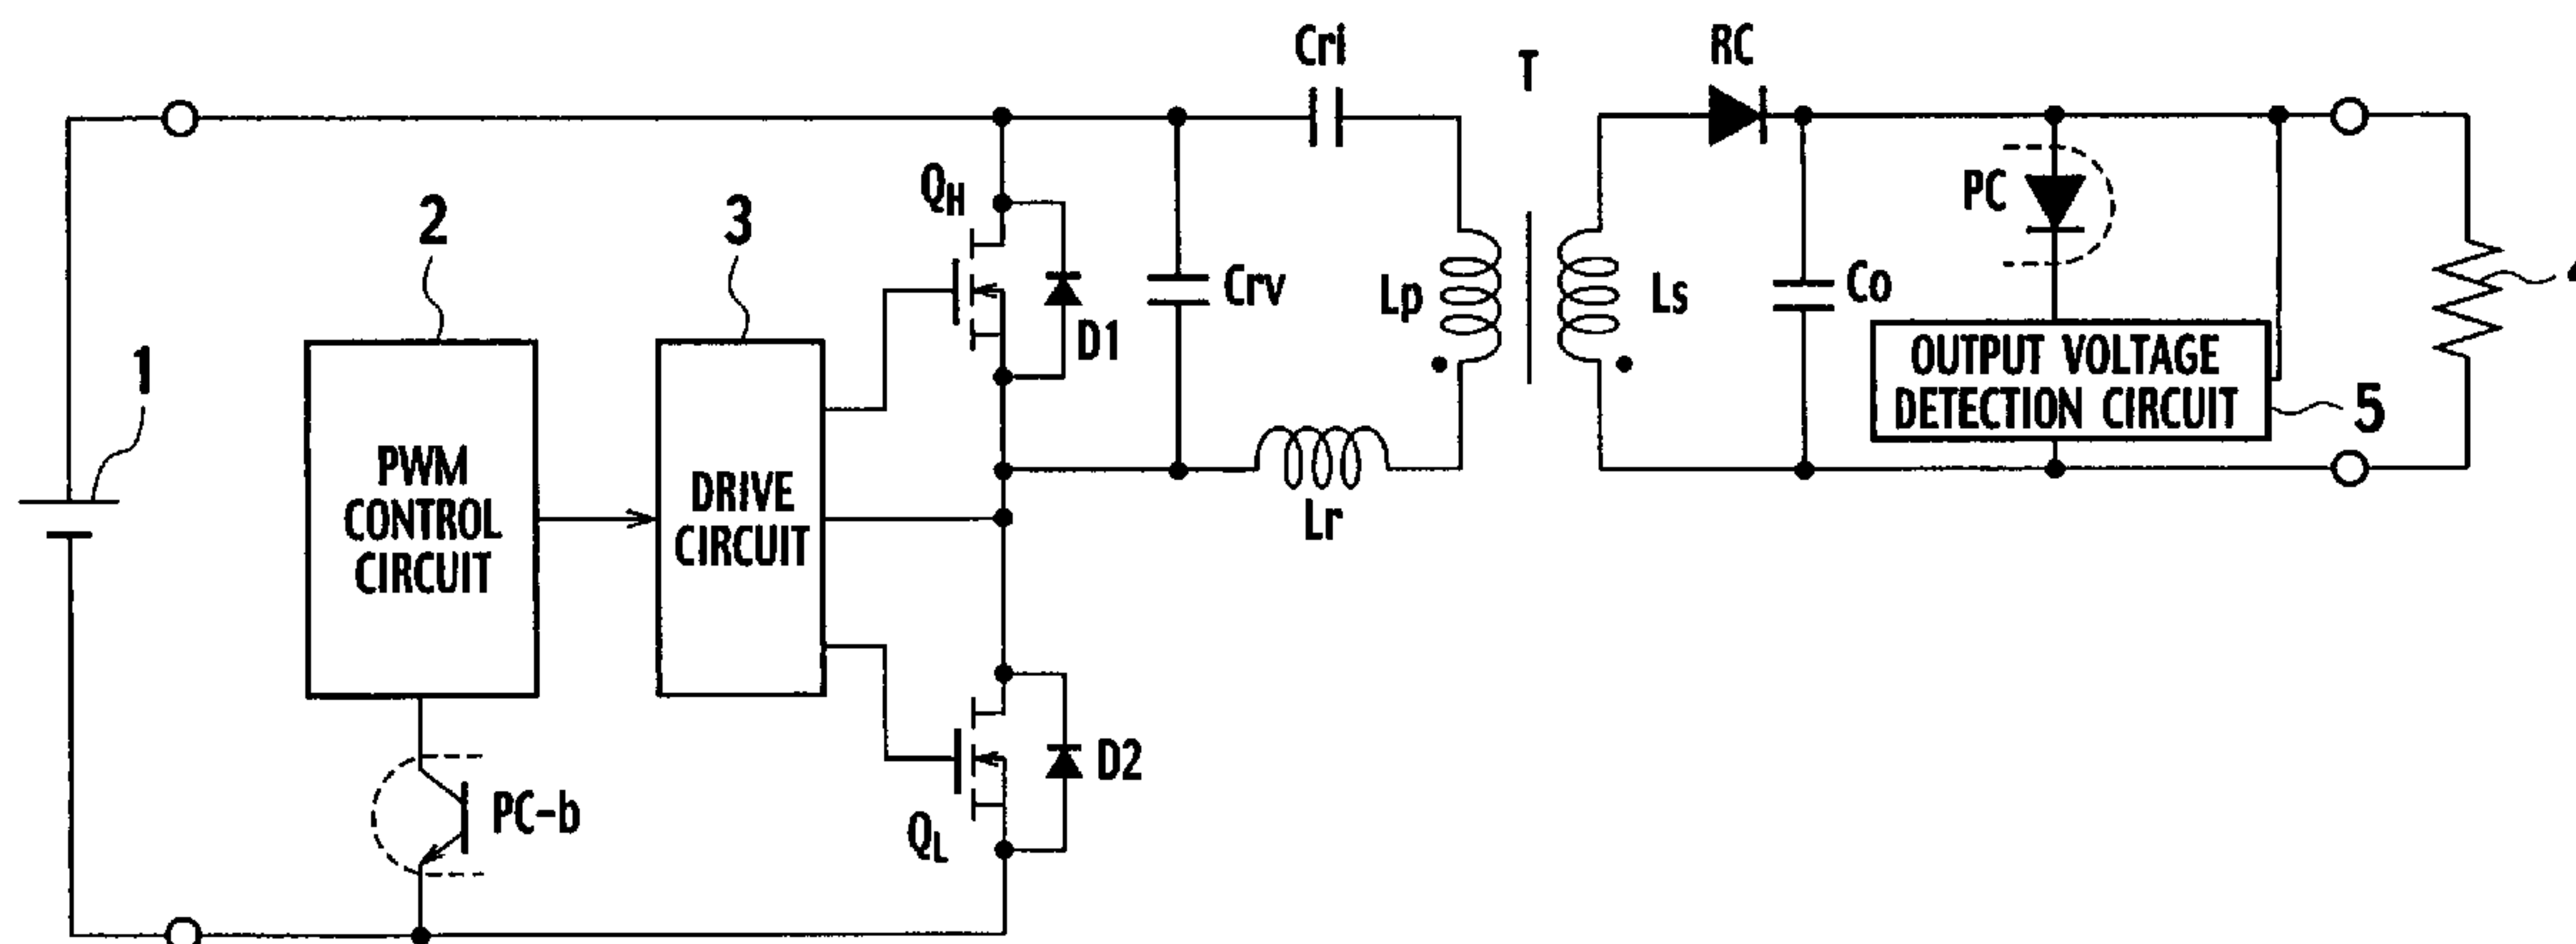 Cri
T
RC
QH
PC
2
3
1
D1
Crv
Lp
Ls
Co
4
OUTPUT VOLTAGE
DETECTION CIRCUIT
5
PWM
CONTROL
CIRCUIT
DRIVE
CIRCUIT
Lr
PC-b
QL
D2